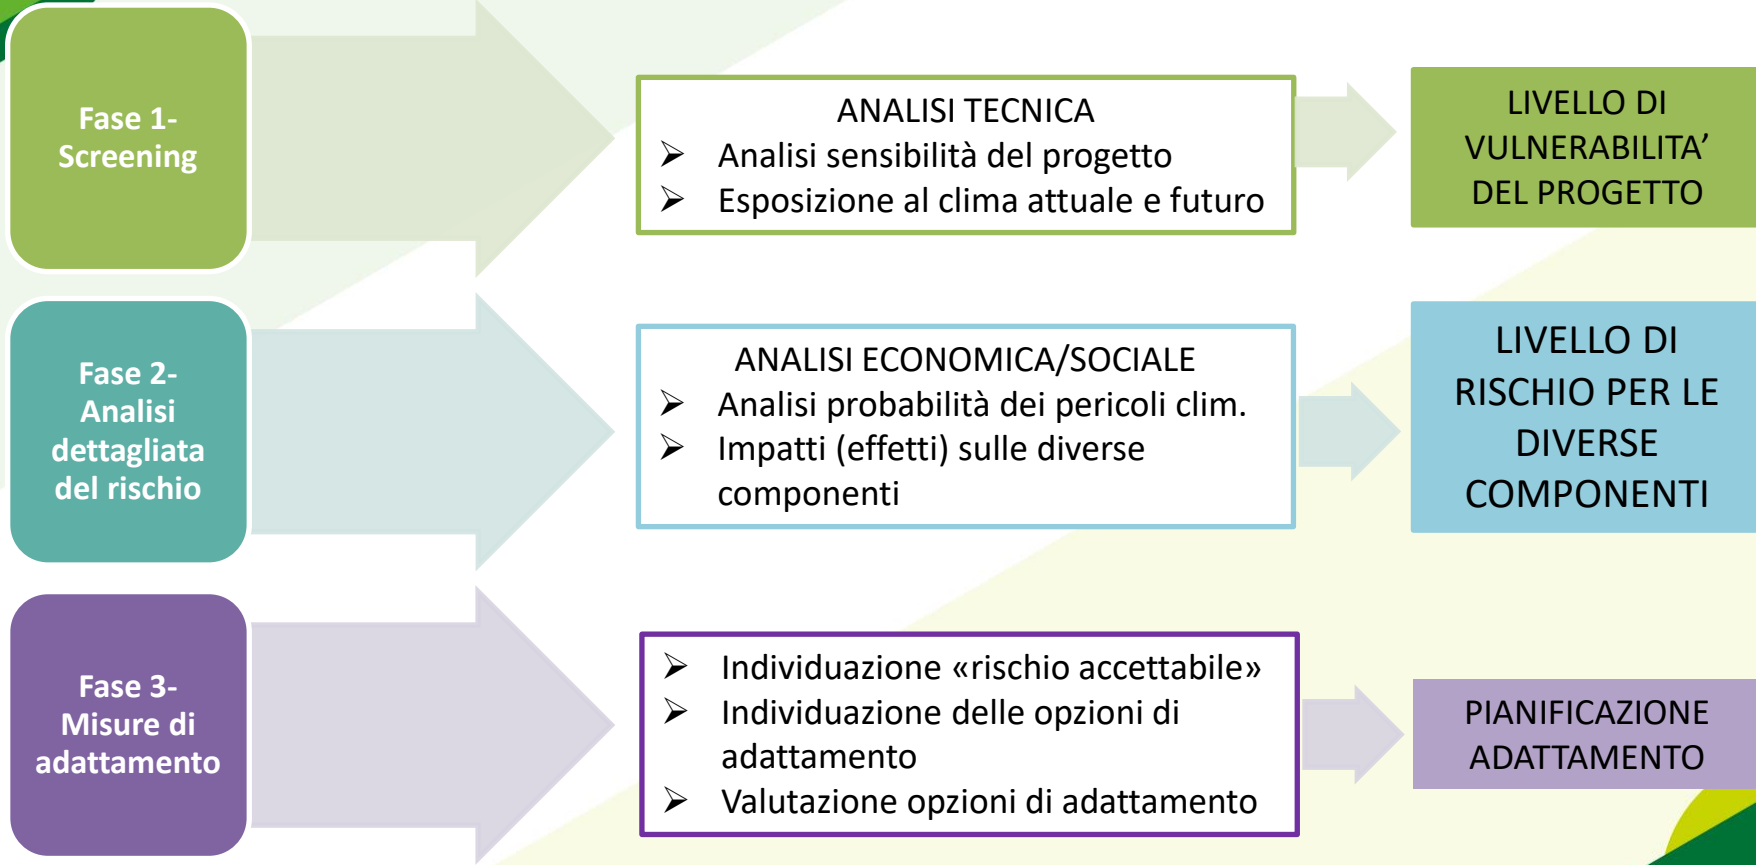 Fase 1-
Screening
ANALISI TECNICA
➢ Analisi sensibilità del progetto
➢ Esposizione al clima attuale e futuro
LIVELLO DI
VULNERABILITA’
DEL PROGETTO
Fase 2-
Analisi
dettagliata
del rischio
ANALISI ECONOMICA/SOCIALE
➢ Analisi probabilità dei pericoli clim.
➢ Impatti (effetti) sulle diverse
componenti
LIVELLO DI
RISCHIO PER LE
DIVERSE
COMPONENTI
Fase 3-
Misure di
adattamento
➢ Individuazione «rischio accettabile»
➢ Individuazione delle opzioni di
adattamento
➢ Valutazione opzioni di adattamento
PIANIFICAZIONE
ADATTAMENTO